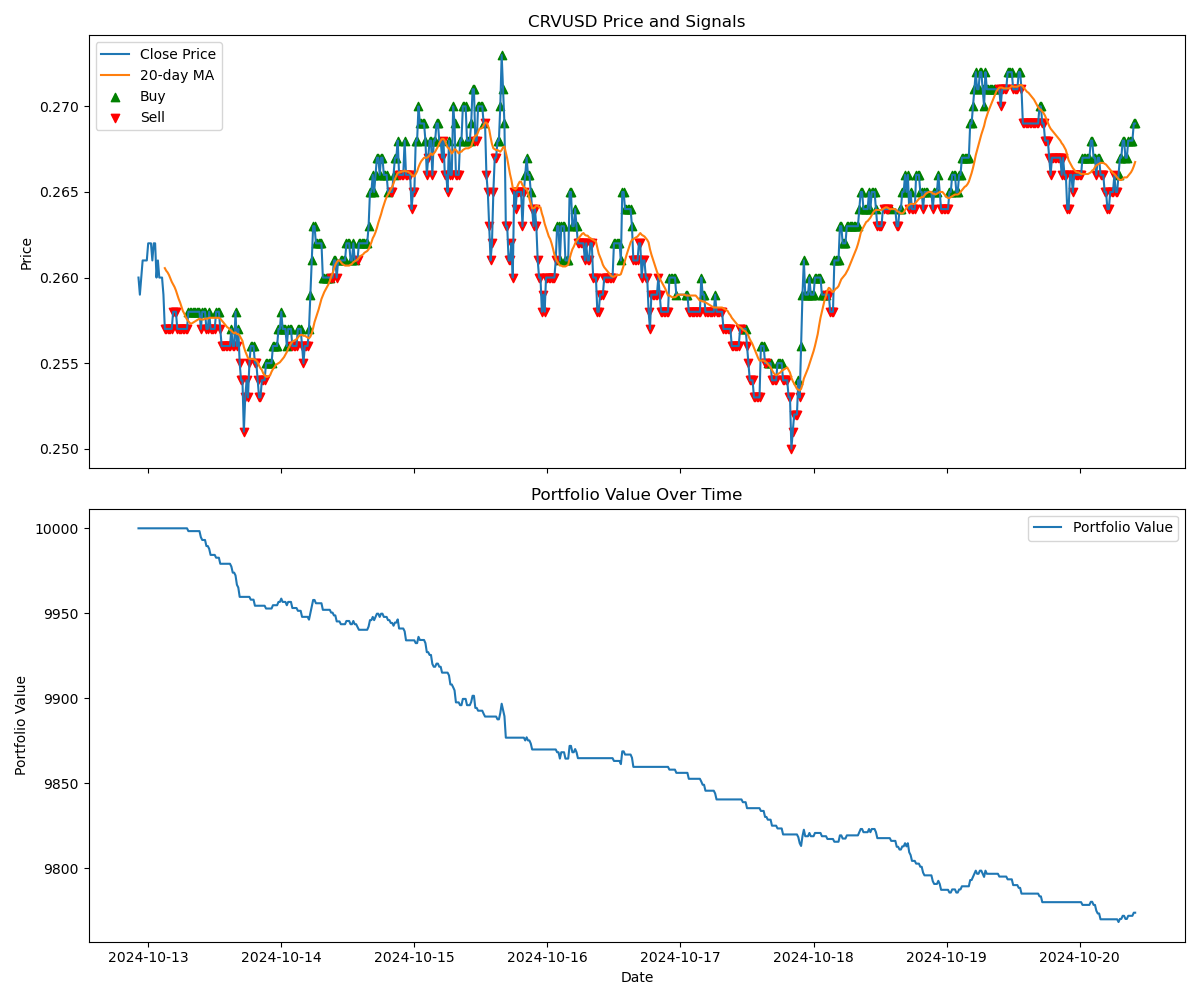 CRVUSD Price and Signals
Close Price
20-day MA
Buy
Sell
Price
0.270
0.265
0.260
0.255
0.250
Portfolio Value Over Time
Portfolio Value
Portfolio Value
10000
9950
9900
9850
9800
2024-10-13
2024-10-14
2024-10-15
2024-10-16
2024-10-17
2024-10-18
2024-10-19
2024-10-20
Date